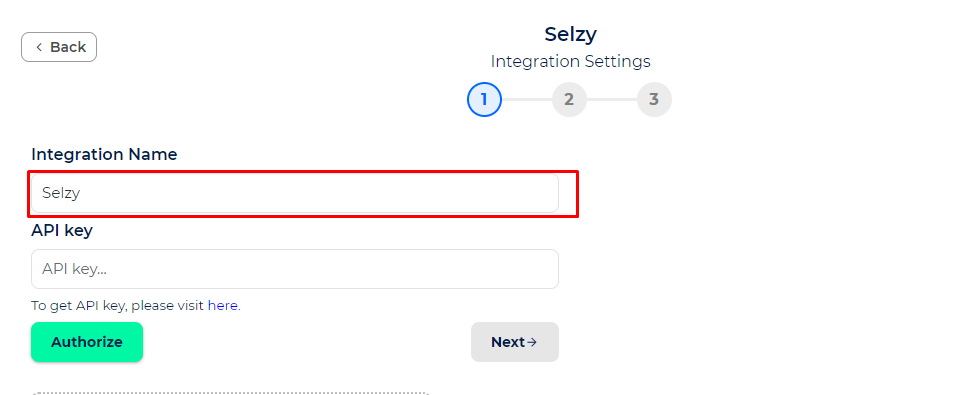 Back
Selzy
Integration Settings
1 2 3
Integration Name
Selzy
API key
API key...
To get API key, please visit here.
Authorize
Next